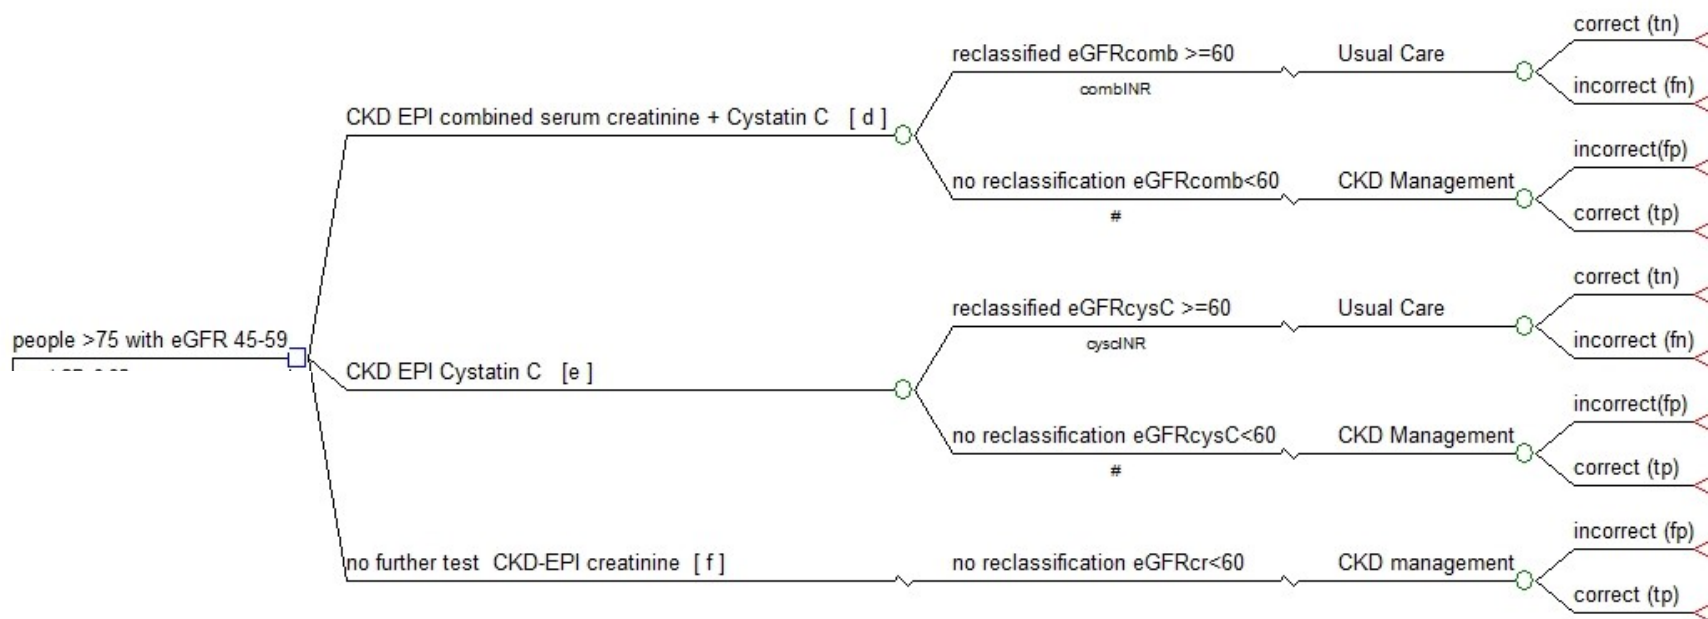 correct (tn)
reclassified eGFRcomb >=60
Usual Care
combINR
incorrect (fn)
CKD EPI combined serum creatinine + Cystatin C [ d ]
incorrect(fp)
no reclassification eGFRcomb<60
CKD Management
#
correct (tp)
correct (tn)
reclassified eGFRcysC >=60
Usual Care
cyscINR
incorrect (fn)
people >75 with eGFR 45-59
CKD EPI Cystatin C [e ]
incorrect(fp)
no reclassification eGFRcysC<60
CKD Management
#
correct (tp)
incorrect (fp)
no further test CKD-EPI creatinine [ f ]
no reclassification eGFRcr<60
CKD management
correct (tp)